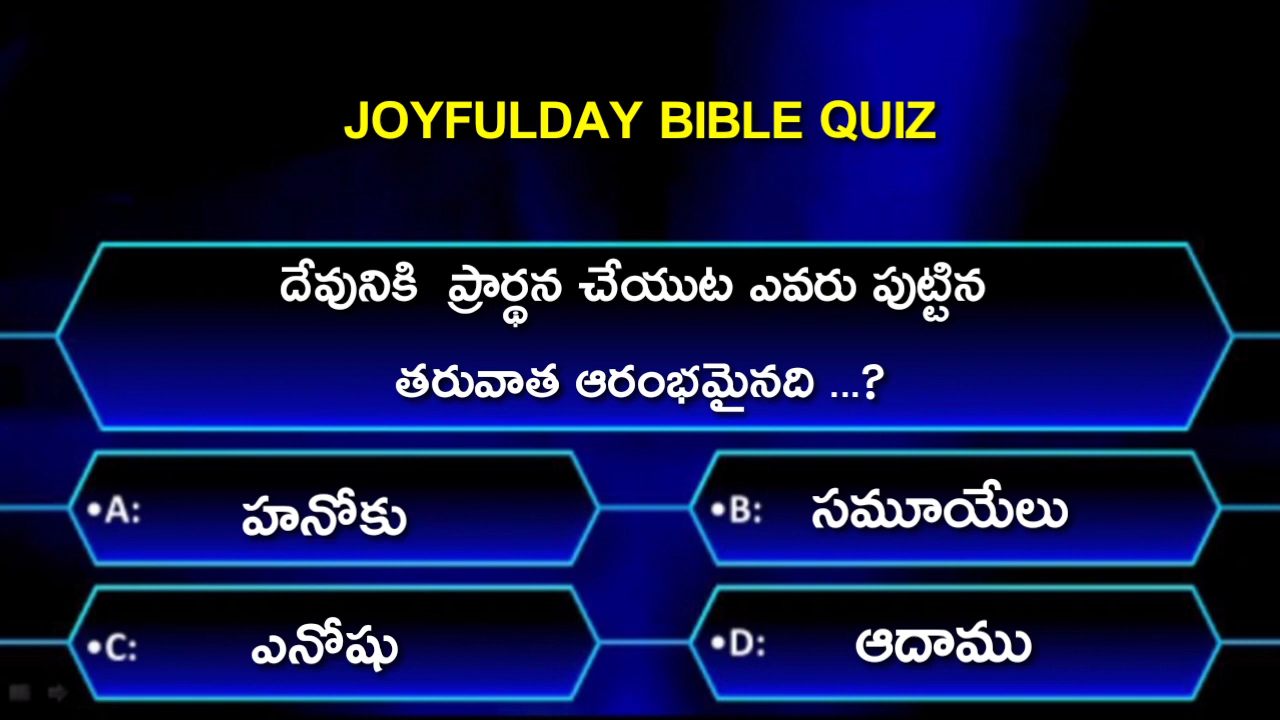 JOYFULDAY BIBLE QUIZ
దేవునికి ప్రార్థన చేయుట ఎవరు పుట్టిన
తరువాత ఆరంభమైనది ...?
•A: హనోకు
•B: సమూయేలు
•C: ఎనోషు
•D: ఆదాము